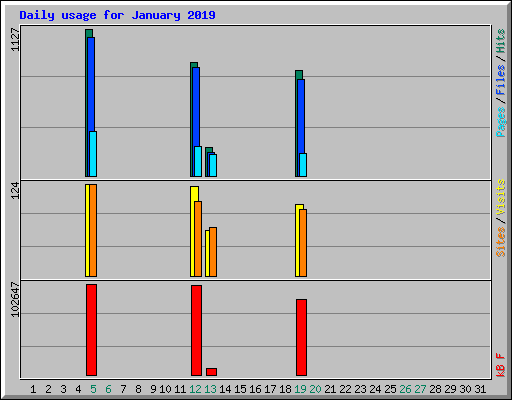 Daily usage for January 2019
1127
Pages / Files / Hits
124
Sites / Visits
102647
kB F
1 2 3 4 5 6 7 8 9 10 11 12 13 14 15 16 17 18 19 20 21 22 23 24 25 26 27 28 29 30 31